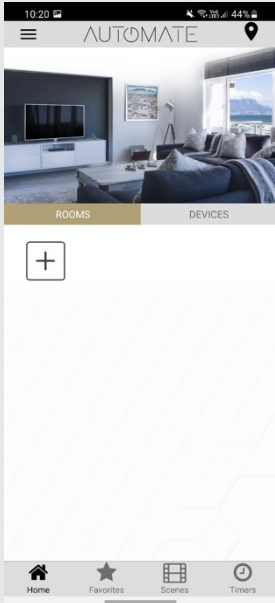 10:20
44%
AUTOMATE
ROOMS
DEVICES
Home
Favorites
Scenes
Timers